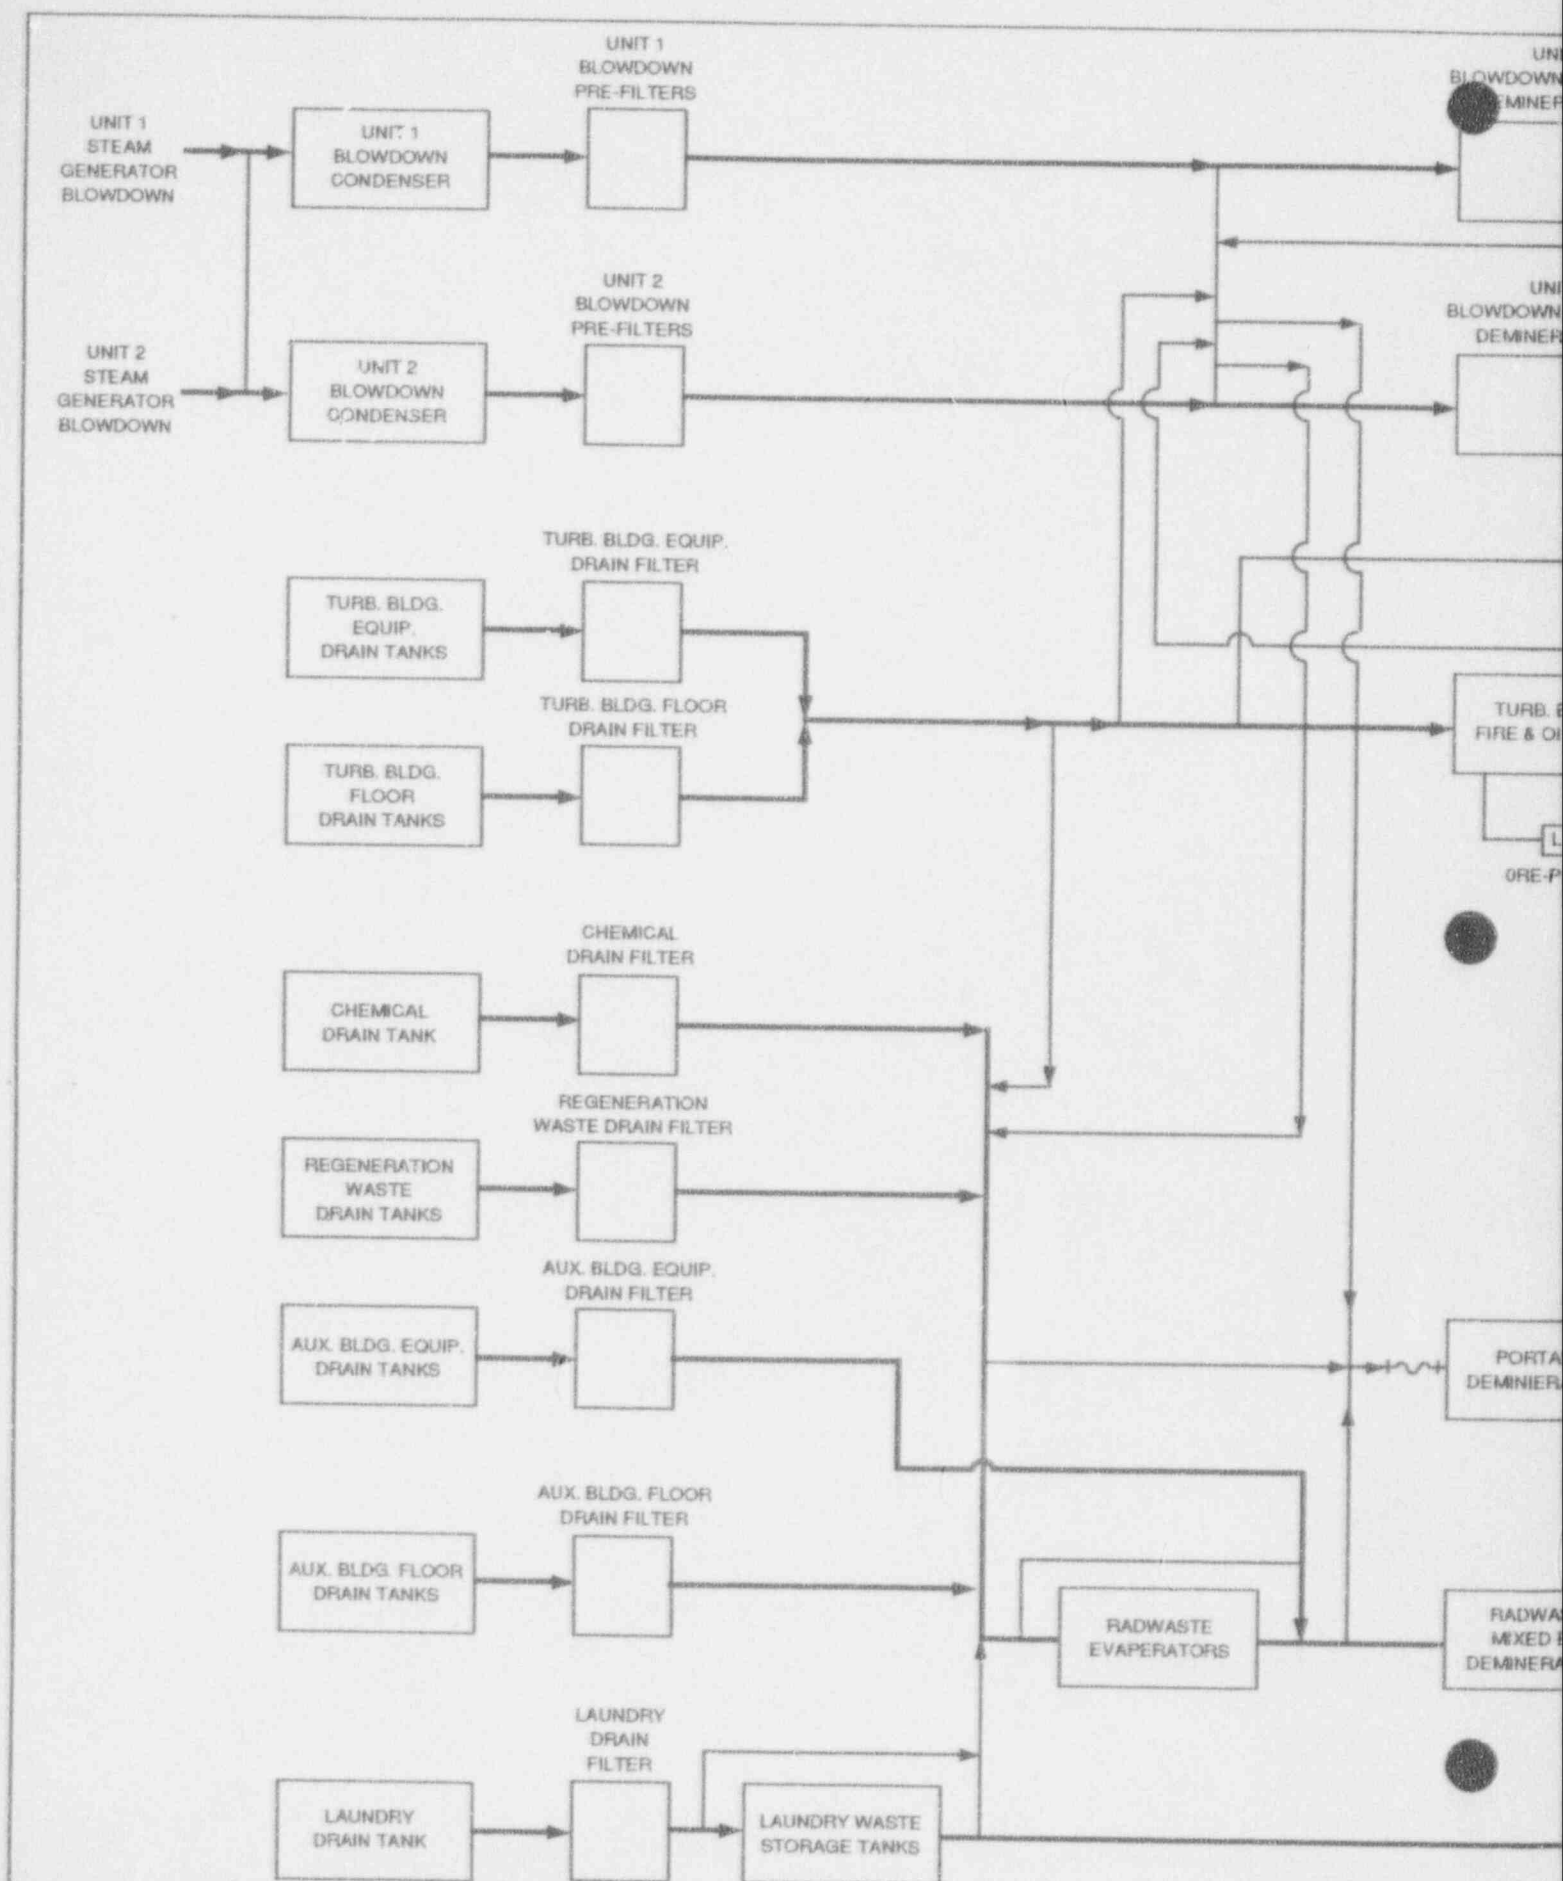 UNIT 1
BLOWDOWN
PRE-FILTERS
UNIT 1
STEAM
GENERATOR
BLOWDOWN
UNIT 1
BLOWDOWN
CONDENSER
BLOWDOWN
UNIT 2
BLOWDOWN
PRE-FILTERS
BLOWDOWN
UNIT 2
STEAM
GENERATOR
BLOWDOWN
UNIT 2
BLOWDOWN
CONDENSER
TURB. BLDG. EQUIP.
DRAIN FILTER
TURB. BLDG.
EQUIP.
DRAIN TANKS
TURB. BLDG. FLOOR
DRAIN FILTER
TURB.
FIRE &
TURB. BLDG.
FLOOR
DRAIN TANKS
CHEMICAL
DRAIN FILTER
CHEMICAL
DRAIN TANK
REGENERATION
WASTE DRAIN FILTER
REGENERATION
WASTE
DRAIN TANKS
AUX. BLDG. EQUIP.
DRAIN FILTER
AUX. BLDG. EQUIP.
DRAIN TANKS
AUX. BLDG. FLOOR
DRAIN FILTER
AUX. BLDG. FLOOR
DRAIN TANKS
RADWASTE
EVAPERATORS
MIXED
LAUNDRY
DRAIN
FILTER
LAUNDRY
DRAIN TANK
LAUNDRY WASTE
STORAGE TANKS